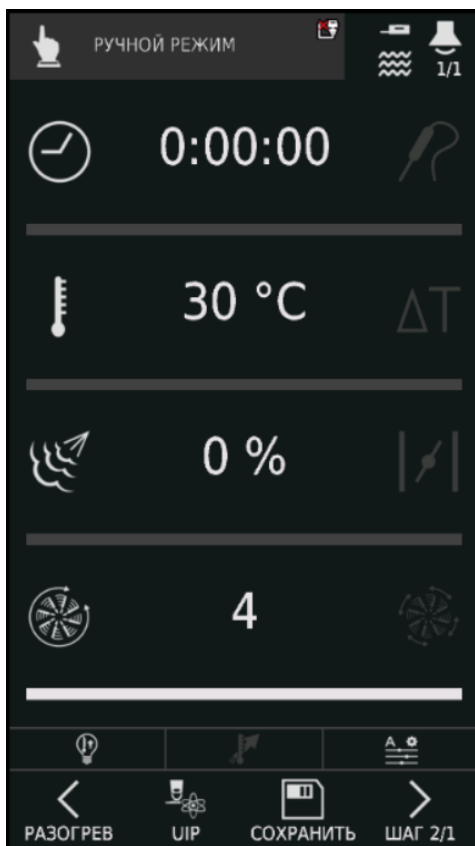 РУЧНОЙ РЕЖИМ
1/1
0:00:00
30 °C
ΔT
0 %
4
A
РАЗОГРЕВ UIP СОХРАНИТЬ ШАГ 2/1